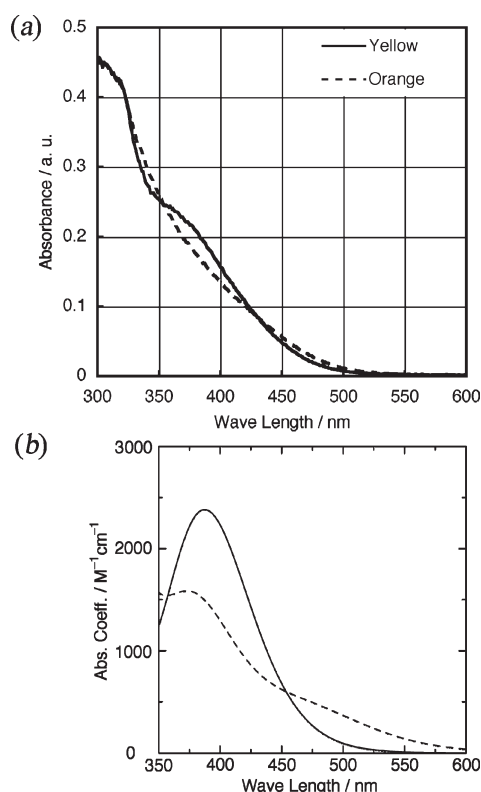 (a)
0.5
0.4
0.3
0.2
0.1
0
Absorbance / a. u.
Yellow
Orange
300 350 400 450 500 550 600
Wave Length / nm
(b)
3000
2000
1000
0
Abs. Coeff. / M⁻¹cm⁻¹
350 400 450 500 550 600
Wave Length / nm